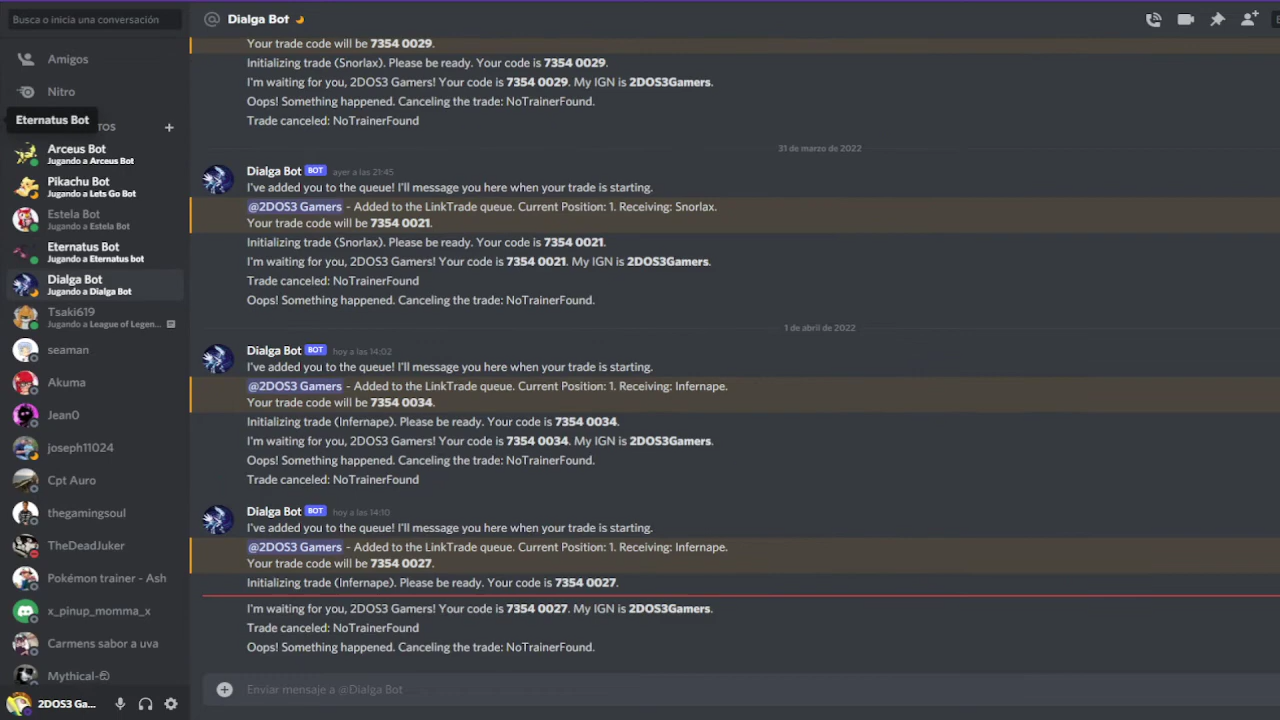 Busca o inicia una conversación
Amigos
Nitro
Eternatus Bot
TOS
Arceus Bot
Jugando a Arceus Bot
Pikachu Bot
Jugando a Lets Go Bot
Estela Bot
Jugando a Estela Bot
Eternatus Bot
Jugando a Eternatus bot
Dialga Bot
Jugando a Dialga Bot
Tsaki619
Jugando a League of Legen...
seaman
Akuma
Jean0
joseph11024
Cpt Auro
thegamingsoul
TheDeadJuker
Pokémon trainer - Ash
x_pinup_momma_x
Carmens sabor a uva
Mythical-
2DOS3 Ga...
Dialga Bot
Your trade code will be 7354 0029.
Initializing trade (Snorlax). Please be ready. Your code is 7354 0029.
I'm waiting for you, 2DOS3 Gamers! Your code is 7354 0029. My IGN is 2DOS3Gamers.
Oops! Something happened. Canceling the trade: NoTrainerFound.
Trade canceled: NoTrainerFound
31 de marzo de 2022
Dialga Bot BOT ayer a las 21:45
I've added you to the queue! I'll message you here when your trade is starting.
@2DOS3 Gamers - Added to the LinkTrade queue. Current Position: 1. Receiving: Snorlax.
Your trade code will be 7354 0021.
Initializing trade (Snorlax). Please be ready. Your code is 7354 0021.
I'm waiting for you, 2DOS3 Gamers! Your code is 7354 0021. My IGN is 2DOS3Gamers.
Trade canceled: NoTrainerFound
Oops! Something happened. Canceling the trade: NoTrainerFound.
1 de abril de 2022
Dialga Bot BOT hoy a las 14:02
I've added you to the queue! I'll message you here when your trade is starting.
@2DOS3 Gamers - Added to the LinkTrade queue. Current Position: 1. Receiving: Infernape.
Your trade code will be 7354 0034.
Initializing trade (Infernape). Please be ready. Your code is 7354 0034.
I'm waiting for you, 2DOS3 Gamers! Your code is 7354 0034. My IGN is 2DOS3Gamers.
Oops! Something happened. Canceling the trade: NoTrainerFound.
Trade canceled: NoTrainerFound
Dialga Bot BOT hoy a las 14:10
I've added you to the queue! I'll message you here when your trade is starting.
@2DOS3 Gamers - Added to the LinkTrade queue. Current Position: 1. Receiving: Infernape.
Your trade code will be 7354 0027.
Initializing trade (Infernape). Please be ready. Your code is 7354 0027.
I'm waiting for you, 2DOS3 Gamers! Your code is 7354 0027. My IGN is 2DOS3Gamers.
Trade canceled: NoTrainerFound
Oops! Something happened. Canceling the trade: NoTrainerFound.
Enviar mensaje a @Dialga Bot